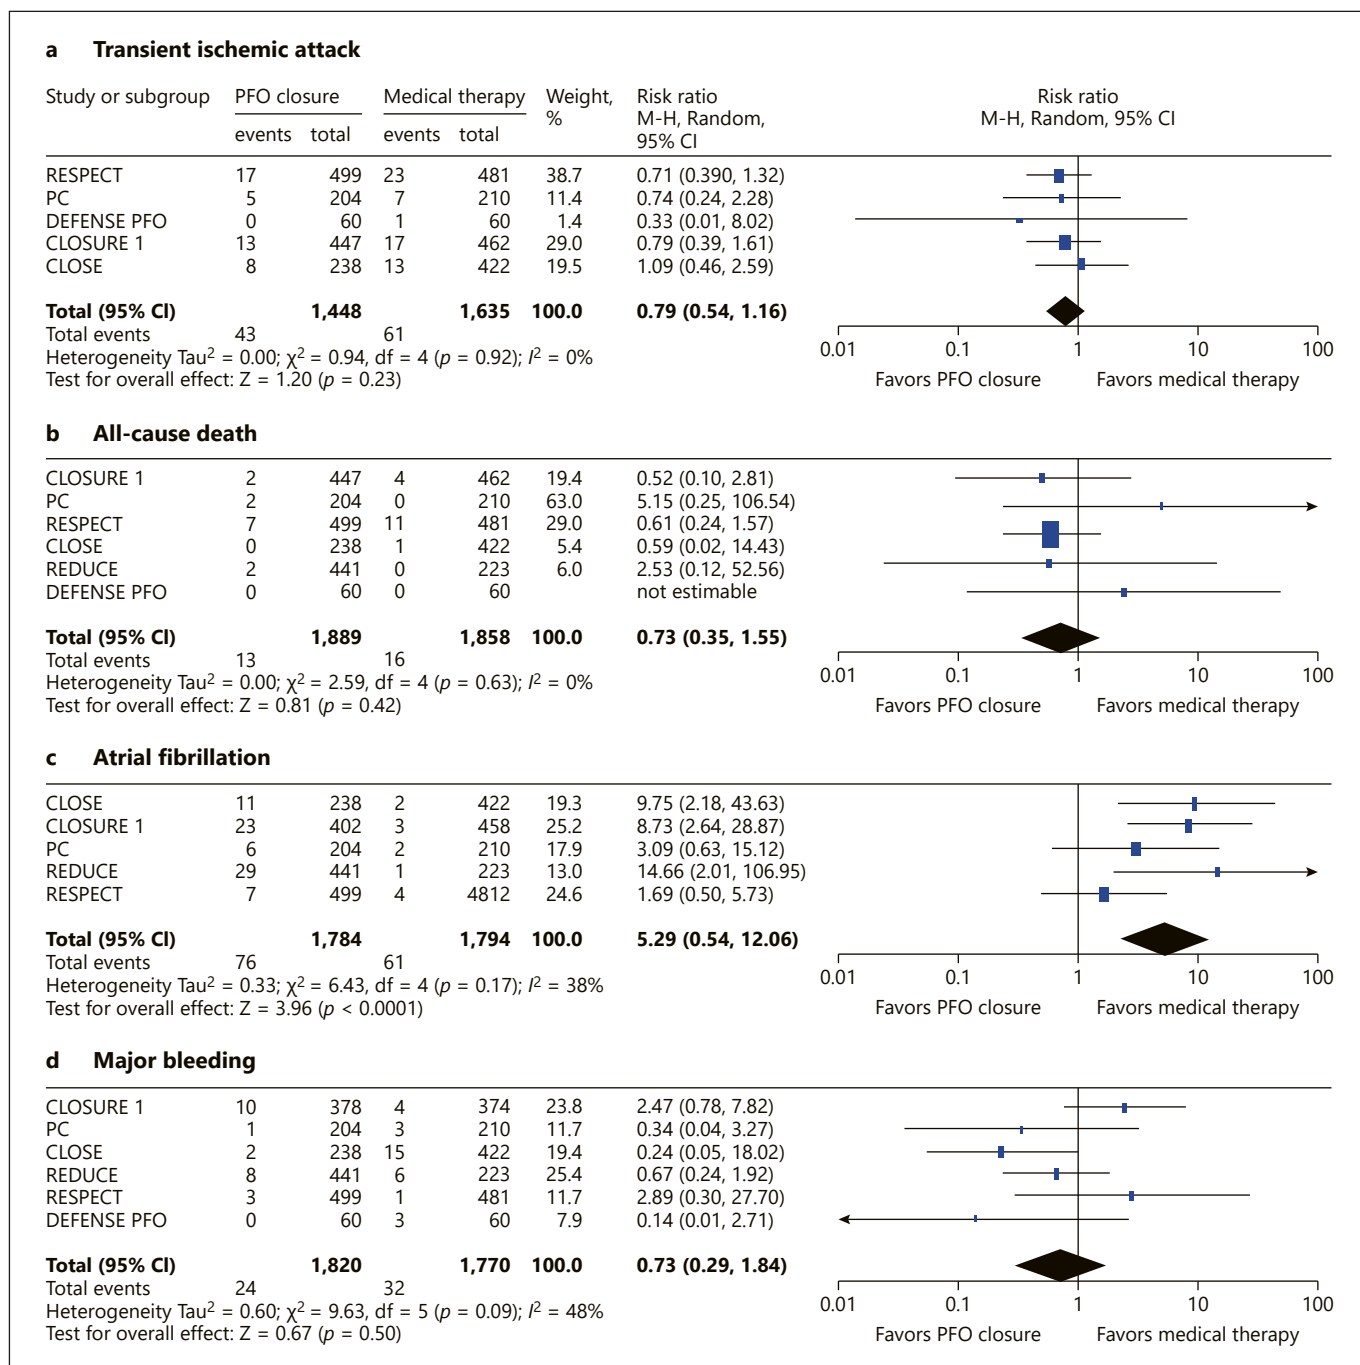 a Transient ischemic attack
Study or subgroup PFO closure Medical therapy Weight, % Risk ratio M-H, Random, 95% CI Risk ratio M-H, Random, 95% CI
events total events total
RESPECT 17 499 23 481 38.7 0.71 (0.390, 1.32)
PC 5 204 7 210 11.4 0.74 (0.24, 2.28)
DEFENSE PFO 0 60 1 60 1.4 0.33 (0.01, 8.02)
CLOSURE 1 13 447 17 462 29.0 0.79 (0.39, 1.61)
CLOSE 8 238 13 422 19.5 1.09 (0.46, 2.59)
Total (95% Cl) 1,448 1,635 100.0 0.79 (0.54, 1.16)
Total events 43 61
Heterogeneity Tau² = 0.00; χ² = 0.94, df = 4 (p = 0.92); I² = 0%
Test for overall effect: Z = 1.20 (p = 0.23)
0.01 0.1 1 10 100
Favors PFO closure Favors medical therapy
b All-cause death
CLOSURE 1 2 447 4 462 19.4 0.52 (0.10, 2.81)
PC 2 204 0 210 63.0 5.15 (0.25, 106.54)
RESPECT 7 499 11 481 29.0 0.61 (0.24, 1.57)
CLOSE 0 238 1 422 5.4 0.59 (0.02, 14.43)
REDUCE 2 441 0 223 6.0 2.53 (0.12, 52.56)
DEFENSE PFO 0 60 0 60 not estimable
Total (95% Cl) 1,889 1,858 100.0 0.73 (0.35, 1.55)
Total events 13 16
Heterogeneity Tau² = 0.00; χ² = 2.59, df = 4 (p = 0.63); I² = 0%
Test for overall effect: Z = 0.81 (p = 0.42)
0.01 0.1 1 10 100
Favors PFO closure Favors medical therapy
c Atrial fibrillation
CLOSE 11 238 2 422 19.3 9.75 (2.18, 43.63)
CLOSURE 1 23 402 3 458 25.2 8.73 (2.64, 28.87)
PC 6 204 2 210 17.9 3.09 (0.63, 15.12)
REDUCE 29 441 1 223 13.0 14.66 (2.01, 106.95)
RESPECT 7 499 4 4812 24.6 1.69 (0.50, 5.73)
Total (95% Cl) 1,784 1,794 100.0 5.29 (0.54, 12.06)
Total events 76 61
Heterogeneity Tau² = 0.33; χ² = 6.43, df = 4 (p = 0.17); I² = 38%
Test for overall effect: Z = 3.96 (p < 0.0001)
0.01 0.1 1 10 100
Favors PFO closure Favors medical therapy
d Major bleeding
CLOSURE 1 10 378 4 374 23.8 2.47 (0.78, 7.82)
PC 1 204 3 210 11.7 0.34 (0.04, 3.27)
CLOSE 2 238 15 422 19.4 0.24 (0.05, 18.02)
REDUCE 8 441 6 223 25.4 0.67 (0.24, 1.92)
RESPECT 3 499 1 481 11.7 2.89 (0.30, 27.70)
DEFENSE PFO 0 60 3 60 7.9 0.14 (0.01, 2.71)
Total (95% Cl) 1,820 1,770 100.0 0.73 (0.29, 1.84)
Total events 24 32
Heterogeneity Tau² = 0.60; χ² = 9.63, df = 5 (p = 0.09); I² = 48%
Test for overall effect: Z = 0.67 (p = 0.50)
0.01 0.1 1 10 100
Favors PFO closure Favors medical therapy